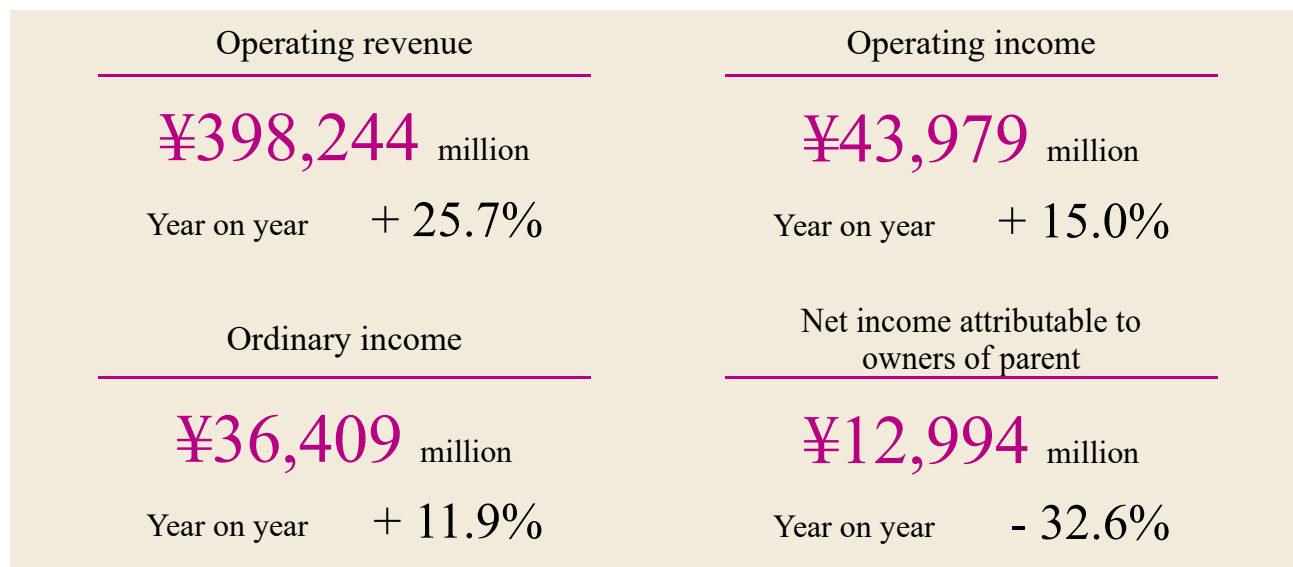 Operating revenue
¥398,244 million
Year on year + 25.7%
Operating income
¥43,979 million
Year on year + 15.0%
Ordinary income
¥36,409 million
Year on year + 11.9%
Net income attributable to
owners of parent
¥12,994 million
Year on year - 32.6%